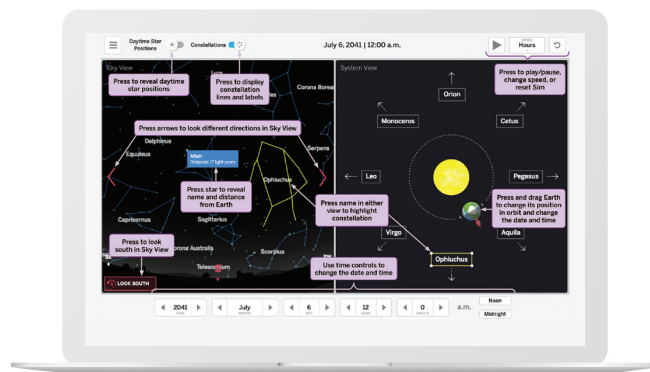 Daytime Star
Positions
Constellations
July 6, 2041 | 12:00 a.m.
SPEED
Hours
Sky View
System View
Press to reveal daytime
star positions
Press to display
constellation
lines and labels
Press to play/pause,
change speed, or
reset Sim
Corona Borea
Orion
Monoceros
Cetus
Press arrows to look different directions in Sky View
Delphinus
Equuleus
Serpens
Altair
Distance: 17 light-years
Ophiuchus
Leo
Pegasus
Press star to reveal
name and distance
from Earth
Press name in either
view to highlight
constellation
Press and drag Earth
to change its position
in orbit and change
the date and time
Capricornus
Sagittarius
Virgo
Aquila
Press to look
south in Sky View
orona Australis
Scorpius
Ophiuchus
Telescopium
Use time controls to
change the date and time
LOOK SOUTH
2041
YEAR
July
MONTH
6
DAY
12
HOUR
0
MINUTE
a.m.
Noon
Midnight